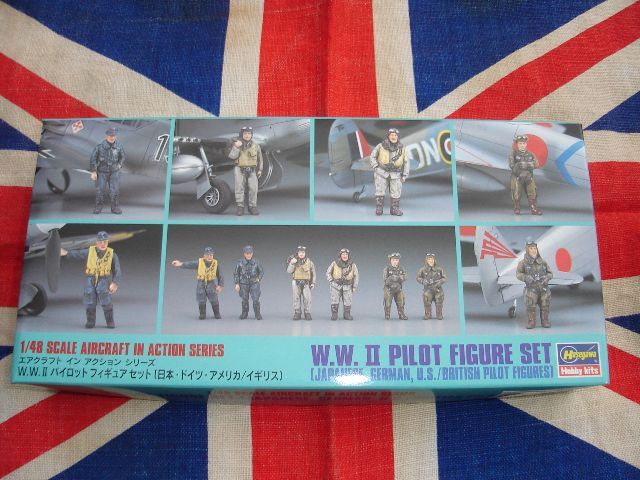 1
DN
1/48 SCALE AIRCRAFT IN ACTION SERIES
エアクラフト イン アクション シリーズ
W.W.II パイロット フィギュア セット [日本・ドイツ・アメリカ/イギリス]
W.W. II PILOT FIGURE SET
[JAPANESE, GERMAN, U.S./BRITISH PILOT FIGURES]
Hasegawa
Hobby kits